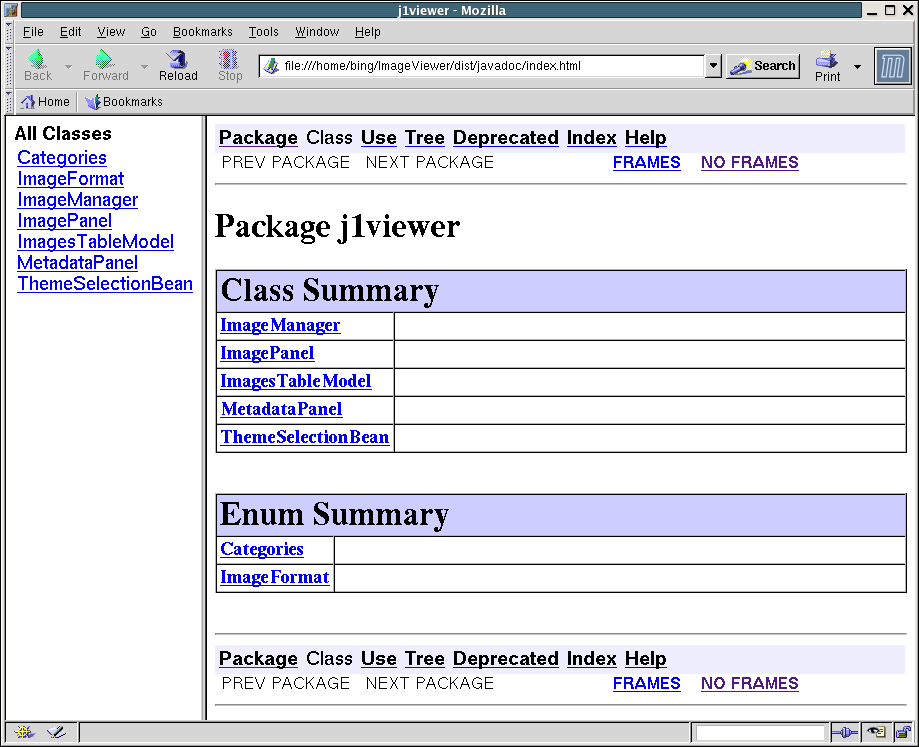 j1viewer - Mozilla
File Edit View Go Bookmarks Tools Window Help
Back Forward Reload Stop file:///home/bing/ImageViewer/dist/javadoc/index.html Search Print
Home Bookmarks
All Classes
Categories
ImageFormat
ImageManager
ImagePanel
ImagesTableModel
MetadataPanel
ThemeSelectionBean
Package Class Use Tree Deprecated Index Help
PREV PACKAGE NEXT PACKAGE FRAMES NO FRAMES
Package j1viewer
Class Summary
ImageManager
ImagePanel
ImagesTableModel
MetadataPanel
ThemeSelectionBean
Enum Summary
Categories
ImageFormat
Package Class Use Tree Deprecated Index Help
PREV PACKAGE NEXT PACKAGE FRAMES NO FRAMES